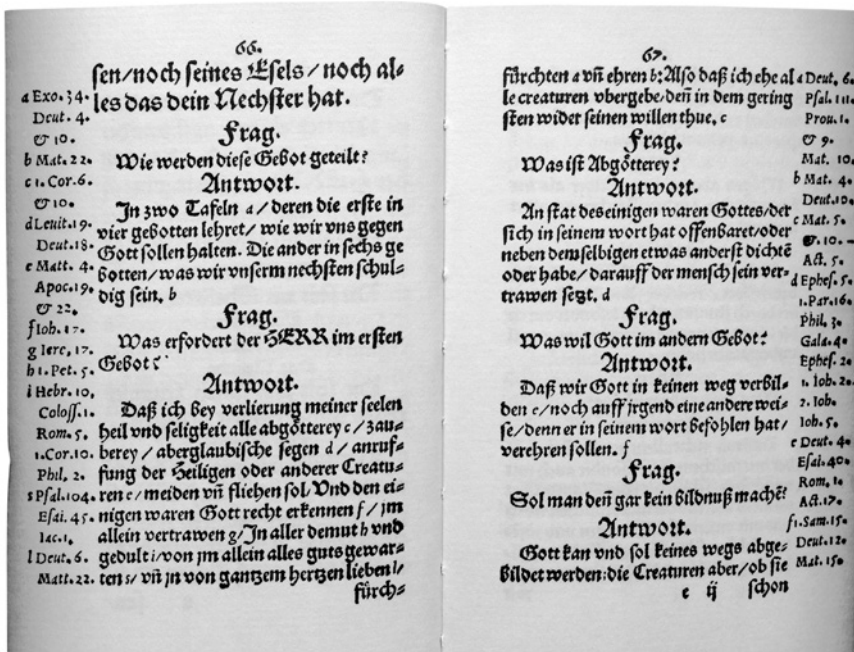 66.
sen/noch seines Esels/noch al=
les das dein Nechster hat.
Frag.
Wie werden diese Gebot geteilt?
Antwort.
In zwo Tafeln a/deren die erste in
vier gebotten lehret/wie wir vns gegen
Gott sollen halten. Die ander in sechs ge
botten/was wir vnserm nechsten schul=
dig sein. b
Frag.
Was erfordert der HERR im ersten
Gebot?
Antwort.
Daß ich bey verlierung meiner seelen
heil vnd seligkeit alle abgötterey c/zau=
berey/aberglaubische segen d/anruf=
fung der Heiligen oder anderer Creatu=
ren e/meiden vñ fliehen sol/Vnd den ei=
nigen waren Gott recht erkennen f/jm
allein vertrawen g/In aller demut h vnd
gedult i/von jm allein alles guts gewar=
ten s/vñ jn von gantzem hertzen lieben l/
fürch=
a Exo. 34.
Deut. 4.
& 10.
b Mat. 22.
c 1. Cor. 6.
& 10.
d Leuit. 19.
Deut. 18.
e Matt. 4.
Apoc. 19.
& 22.
f Ioh. 17.
g Iere. 17.
h 1. Pet. 5.
i Hebr. 10.
Coloss. 1.
Rom. 5.
1. Cor. 10.
Phil. 2.
s Psal. 104.
Esai. 45.
Iac. 1.
l Deut. 6.
Matt. 22.
67.
fürchten a vñ ehren b: Also daß ich ehe al
le creaturen vbergebe/deñ in dem gering
sten wider seinen willen thue. c
Frag.
Was ist Abgötterey?
Antwort.
An stat des einigen waren Gottes/der
sich in seinem wort hat offenbaret/oder
neben demselbigen etwas anderst dichtẽ
oder habe/darauff der mensch sein ver=
trawen setzt. d
Frag.
Was wil Gott im andern Gebot?
Antwort.
Daß wir Gott in keinen weg verbil=
den e/noch auff jrgend eine andere wei=
se/denn er in seinem wort befohlen hat/
verehren sollen. f
Frag.
Sol man deñ gar kein bildnuß machẽ?
Antwort.
Gott kan vnd sol keines wegs abge=
bildet werden: die Creaturen aber/ob sie
e ij schon
a Deut. 6.
Psal. 111.
Prou. 1.
& 9.
Mat. 10.
b Mat. 4.
Deut. 10.
c Mat. 5.
&. 10.
Act. 5.
d Ephes. 5.
1. Par. 16.
Phil. 3.
Gala. 4.
Ephes. 2.
1. Ioh. 2.
2. Ioh.
Ioh. 5.
e Deut. 4.
Esai. 40.
Rom. 1.
Act. 17.
f 1. Sam. 15.
Deut. 12.
Mat. 15.